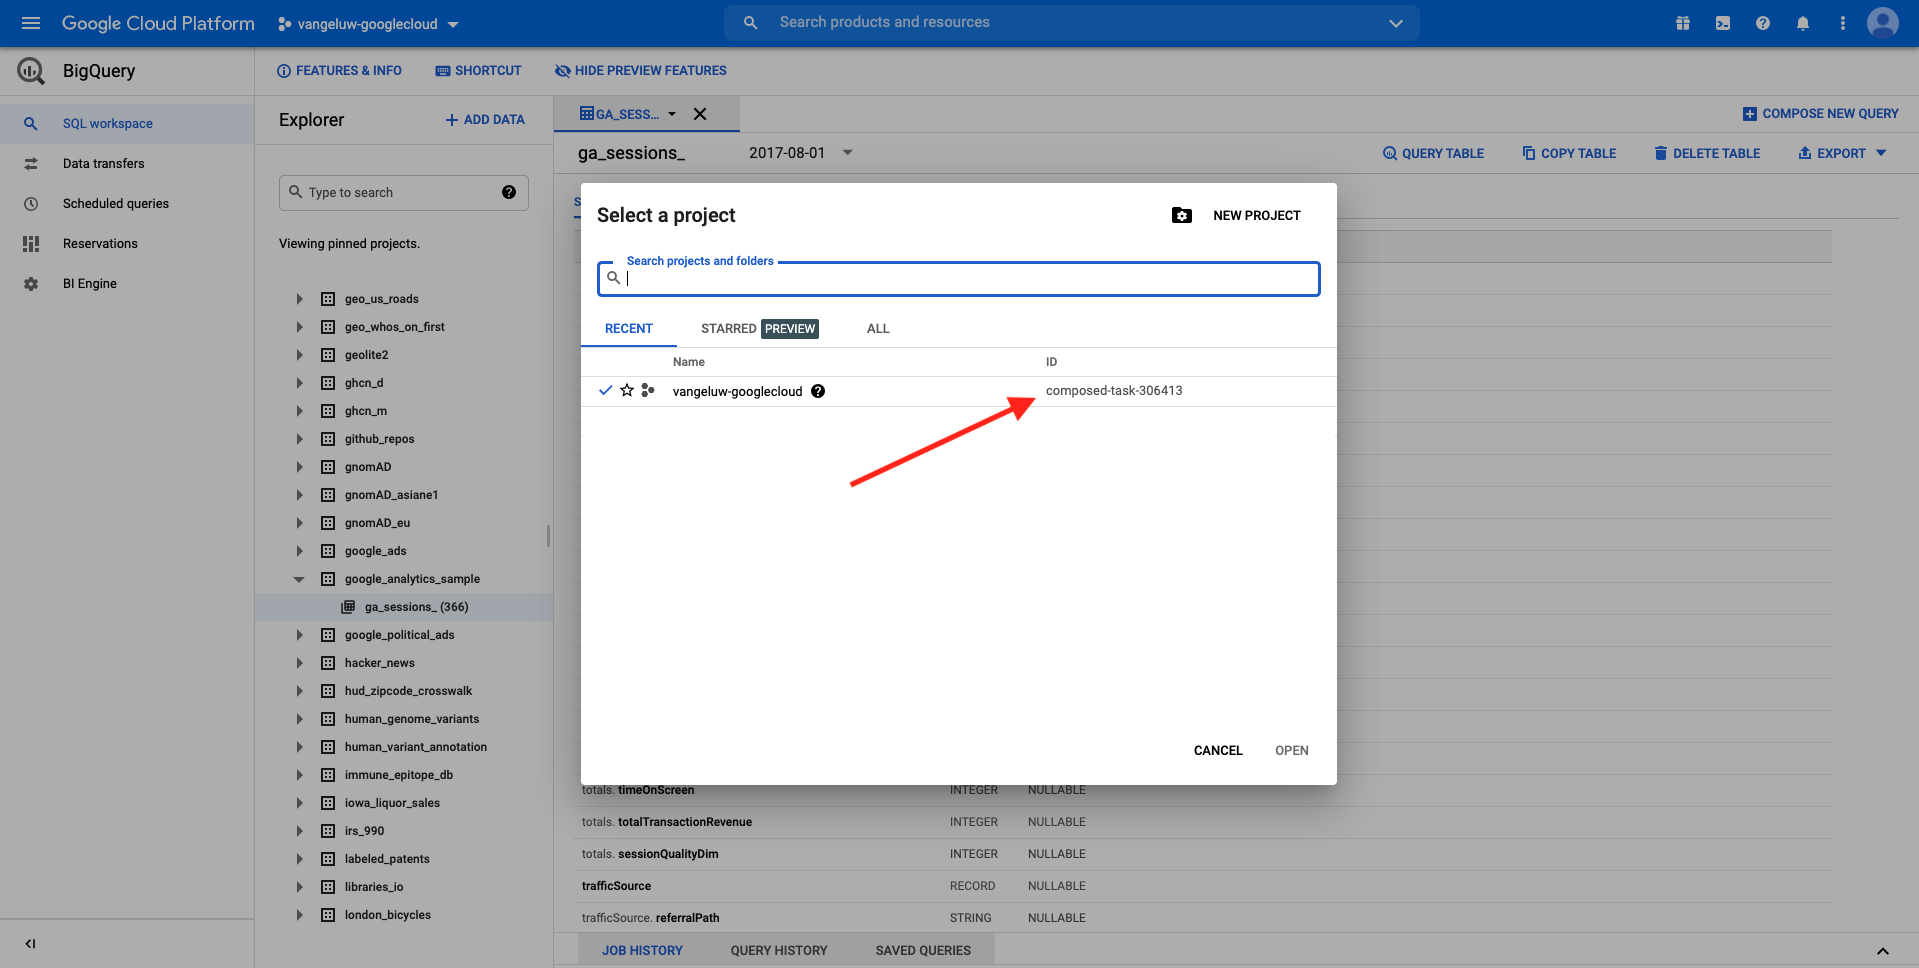 Google Cloud Platform
vangeluw-googlecloud
Search products and resources
BigQuery
FEATURES & INFO
SHORTCUT
HIDE PREVIEW FEATURES
SQL workspace
Data transfers
Scheduled queries
Reservations
BI Engine
Explorer
ADD DATA
Type to search
Viewing pinned projects.
geo_us_roads
geo_whos_on_first
geolite2
ghcn_d
ghcn_m
github_repos
gnomAD
gnomAD_asiane1
gnomAD_eu
google_ads
google_analytics_sample
ga_sessions_ (366)
google_political_ads
hacker_news
hud_zipcode_crosswalk
human_genome_variants
human_variant_annotation
immune_epitope_db
iowa_liquor_sales
irs_990
labeled_patents
libraries_io
london_bicycles
GA_SESS...
COMPOSE NEW QUERY
ga_sessions_
2017-08-01
QUERY TABLE
COPY TABLE
DELETE TABLE
EXPORT
S
Select a project
NEW PROJECT
Search projects and folders
RECENT
STARRED PREVIEW
ALL
Name ID
vangeluw-googlecloud composed-task-306413
CANCEL
OPEN
totals. timeOnScreen INTEGER NULLABLE
totals. totalTransactionRevenue INTEGER NULLABLE
totals. sessionQualityDim INTEGER NULLABLE
trafficSource RECORD NULLABLE
trafficSource. referralPath STRING NULLABLE
JOB HISTORY
QUERY HISTORY
SAVED QUERIES